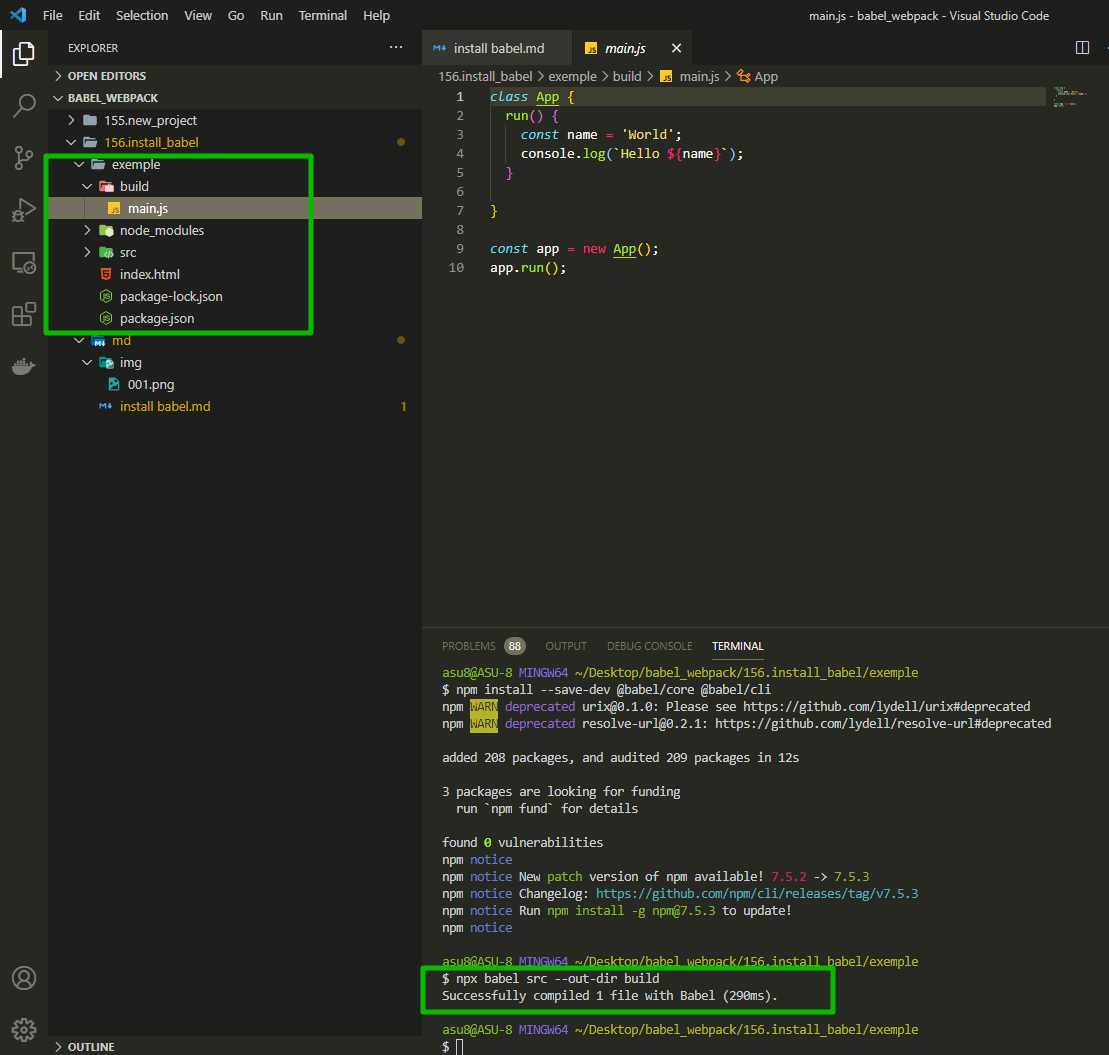 File Edit Selection View Go Run Terminal Help main.js - babel_webpack - Visual Studio Code
EXPLORER ···
OPEN EDITORS
BABEL_WEBPACK
155.new_project
156.install_babel
exemple
build
main.js
node_modules
src
index.html
package-lock.json
package.json
md
img
001.png
install babel.md 1
OUTLINE
install babel.md main.js
156.install_babel > exemple > build > main.js > App
1 class App {
2 run() {
3 const name = 'World';
4 console.log(`Hello ${name}`);
5 }
6
7 }
8
9 const app = new App();
10 app.run();
PROBLEMS 88 OUTPUT DEBUG CONSOLE TERMINAL
asu8@ASU-8 MINGW64 ~/Desktop/babel_webpack/156.install_babel/exemple
$ npm install --save-dev @babel/core @babel/cli
npm WARN deprecated urix@0.1.0: Please see https://github.com/lydell/urix#deprecated
npm WARN deprecated resolve-url@0.2.1: https://github.com/lydell/resolve-url#deprecated
added 208 packages, and audited 209 packages in 12s
3 packages are looking for funding
run `npm fund` for details
found 0 vulnerabilities
npm notice
npm notice New patch version of npm available! 7.5.2 -> 7.5.3
npm notice Changelog: https://github.com/npm/cli/releases/tag/v7.5.3
npm notice Run npm install -g npm@7.5.3 to update!
npm notice
asu8@ASU-8 MINGW64 ~/Desktop/babel_webpack/156.install_babel/exemple
$ npx babel src --out-dir build
Successfully compiled 1 file with Babel (290ms).
asu8@ASU-8 MINGW64 ~/Desktop/babel_webpack/156.install_babel/exemple
$